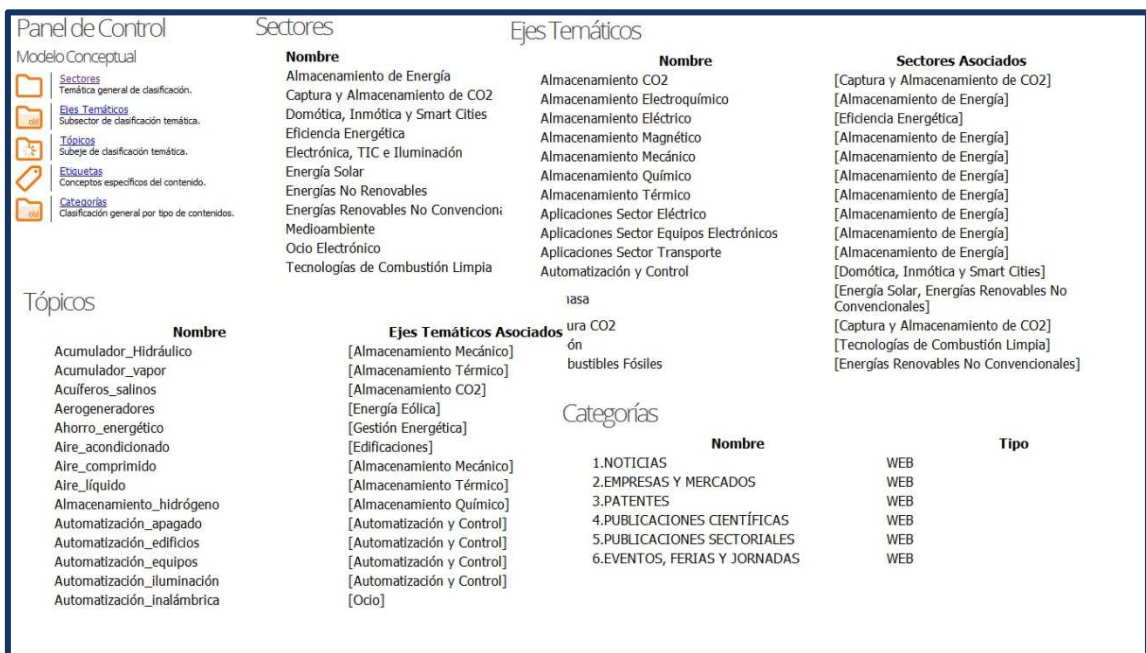 Panel de Control
Modelo Conceptual
Sectores
Temática general de clasificación.
old
Ejes Temáticos
Subsector de clasificación temática.
Tópicos
Subeje de clasificación temática.
Etiquetas
Conceptos específicos del contenido.
old
Categorías
Clasificación general por tipo de contenidos.
Sectores
Nombre
Almacenamiento de Energía
Captura y Almacenamiento de CO2
Domótica, Inmótica y Smart Cities
Eficiencia Energética
Electrónica, TIC e Iluminación
Energía Solar
Energías No Renovables
Energías Renovables No
Medioambiente
Ocio Electrónico
Tecnologías de Combustión Limpia
Ejes Temáticos
Nombre Sectores Asociados
Almacenamiento CO2 [Captura y Almacenamiento de CO2]
Almacenamiento Electroquímico [Almacenamiento de Energía]
Almacenamiento Eléctrico [Eficiencia Energética]
Almacenamiento Magnético [Almacenamiento de Energía]
Almacenamiento Mecánico [Almacenamiento de Energía]
Almacenamiento Químico [Almacenamiento de Energía]
Almacenamiento Térmico [Almacenamiento de Energía]
Aplicaciones Sector Eléctrico [Almacenamiento de Energía]
Aplicaciones Sector Equipos Electrónicos [Almacenamiento de Energía]
Aplicaciones Sector Transporte [Almacenamiento de Energía]
Automatización y Control [Domótica, Inmótica y Smart Cities]
[Energía Solar, Energías Renovables No
Convencionales]
CO2 [Captura y Almacenamiento de CO2]
[Tecnologías de Combustión Limpia]
Fósiles [Energías Renovables No Convencionales]
Tópicos
Nombre Ejes Temáticos Asociados
Acumulador_Hidráulico [Almacenamiento Mecánico]
Acumulador_vapor [Almacenamiento Térmico]
Acuíferos_salinos [Almacenamiento CO2]
Aerogeneradores [Energía Eólica]
Ahorro_energético [Gestión Energética]
Aire_acondicionado [Edificaciones]
Aire_comprimido [Almacenamiento Mecánico]
Aire_líquido [Almacenamiento Térmico]
Almacenamiento_hidrógeno [Almacenamiento Químico]
Automatización_apagado [Automatización y Control]
Automatización_edificios [Automatización y Control]
Automatización_equipos [Automatización y Control]
Automatización_iluminación [Automatización y Control]
Automatización_inalámbrica [Ocio]
Categorías
Nombre Tipo
1.NOTICIAS WEB
2.EMPRESAS Y MERCADOS WEB
3.PATENTES WEB
4.PUBLICACIONES CIENTÍFICAS WEB
5.PUBLICACIONES SECTORIALES WEB
6.EVENTOS, FERIAS Y JORNADAS WEB